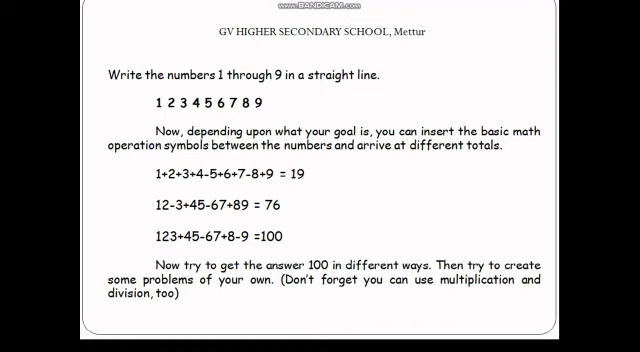 www.BANDICAM.com
GV HIGHER SECONDARY SCHOOL, Mettur
Write the numbers 1 through 9 in a straight line.
1 2 3 4 5 6 7 8 9
Now, depending upon what your goal is, you can insert the basic math
operation symbols between the numbers and arrive at different totals.
1+2+3+4-5+6+7-8+9 = 19
12-3+45-67+89 = 76
123+45-67+8-9 =100
Now try to get the answer 100 in different ways. Then try to create
some problems of your own. (Don't forget you can use multiplication and
division, too)